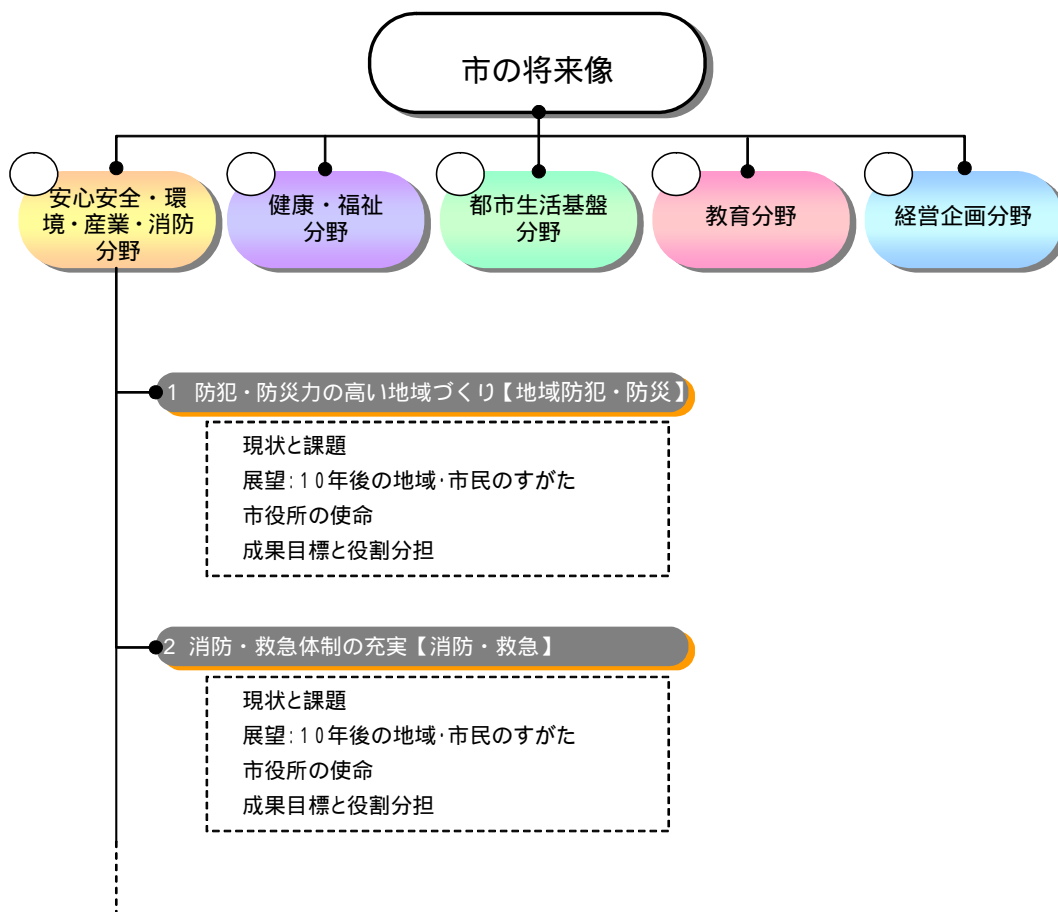 市の将来像
安心安全・環
境・産業・消防
分野
健康・福祉
分野
都市生活基盤
分野
教育分野
経営企画分野
1 防犯・防災力の高い地域づくり【地域防犯・防災】
現状と課題
展望:10年後の地域・市民のすがた
市役所の使命
成果目標と役割分担
2 消防・救急体制の充実【消防・救急】
現状と課題
展望:10年後の地域・市民のすがた
市役所の使命
成果目標と役割分担